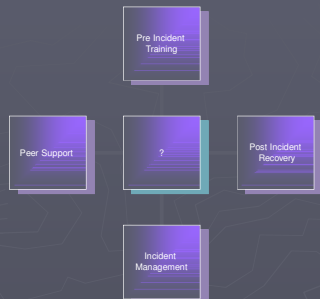 Pre Incident
Training
Peer Support
?
Post Incident
Recovery
Incident
Management